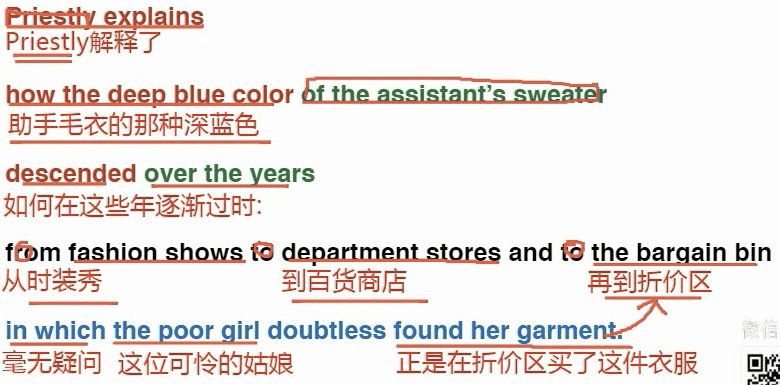 Priestly explains
Priestly解释了
how the deep blue color of the assistant's sweater
助手毛衣的那种深蓝色
descended over the years
如何在这些年逐渐过时:
from fashion shows to department stores and to the bargain bin
从时装秀 到百货商店 再到折价区
in which the poor girl doubtless found her garment.
微信
毫无疑问 这位可怜的姑娘 正是在折价区买了这件衣服